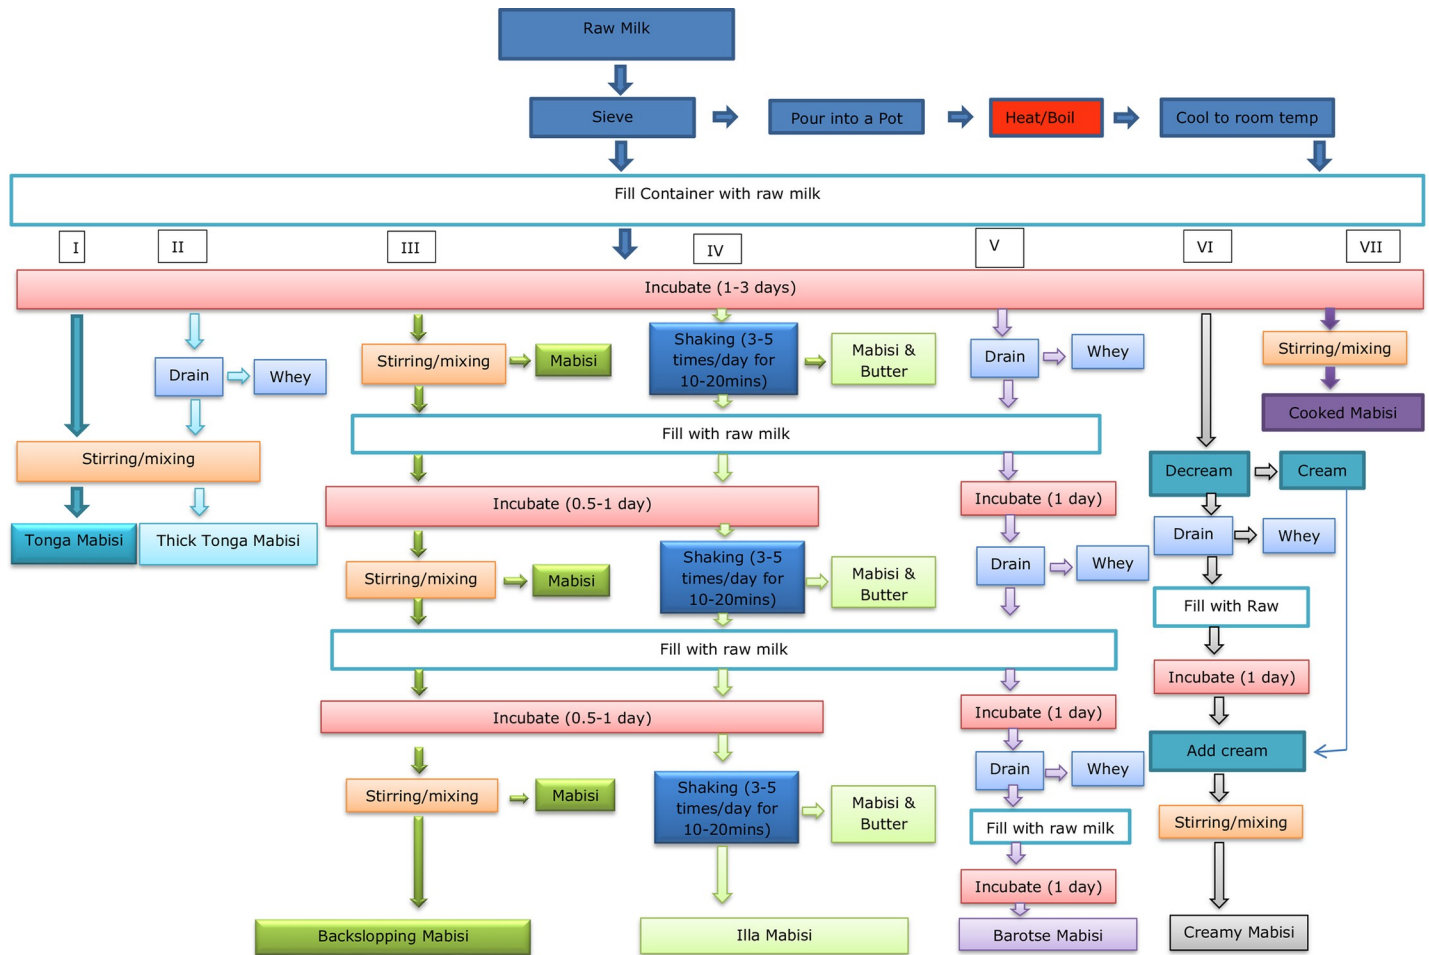 Raw Milk
Sieve
Pour into a Pot
Heat/Boil
Cool to room temp
Fill Container with raw milk
I
II
III
IV
V
VI
VII
Incubate (1-3 days)
Stirring/mixing
Mabisi
Shaking (3-5
times/day for
10-20mins)
Mabisi &
Butter
Drain
Whey
Stirring/mixing
Drain
Whey
Cooked Mabisi
Fill with raw milk
Stirring/mixing
Decream
Cream
Incubate (0.5-1 day)
Incubate (1 day)
Tonga Mabisi
Thick Tonga Mabisi
Drain
Whey
Stirring/mixing
Mabisi
Shaking (3-5
times/day for
10-20mins)
Mabisi &
Butter
Drain
Whey
Fill with Raw
Fill with raw milk
Incubate (1 day)
Incubate (0.5-1 day)
Incubate (1 day)
Add cream
Stirring/mixing
Mabisi
Shaking (3-5
times/day for
10-20mins)
Mabisi &
Butter
Drain
Whey
Fill with raw milk
Stirring/mixing
Incubate (1 day)
Backslopping Mabisi
Illa Mabisi
Barotse Mabisi
Creamy Mabisi